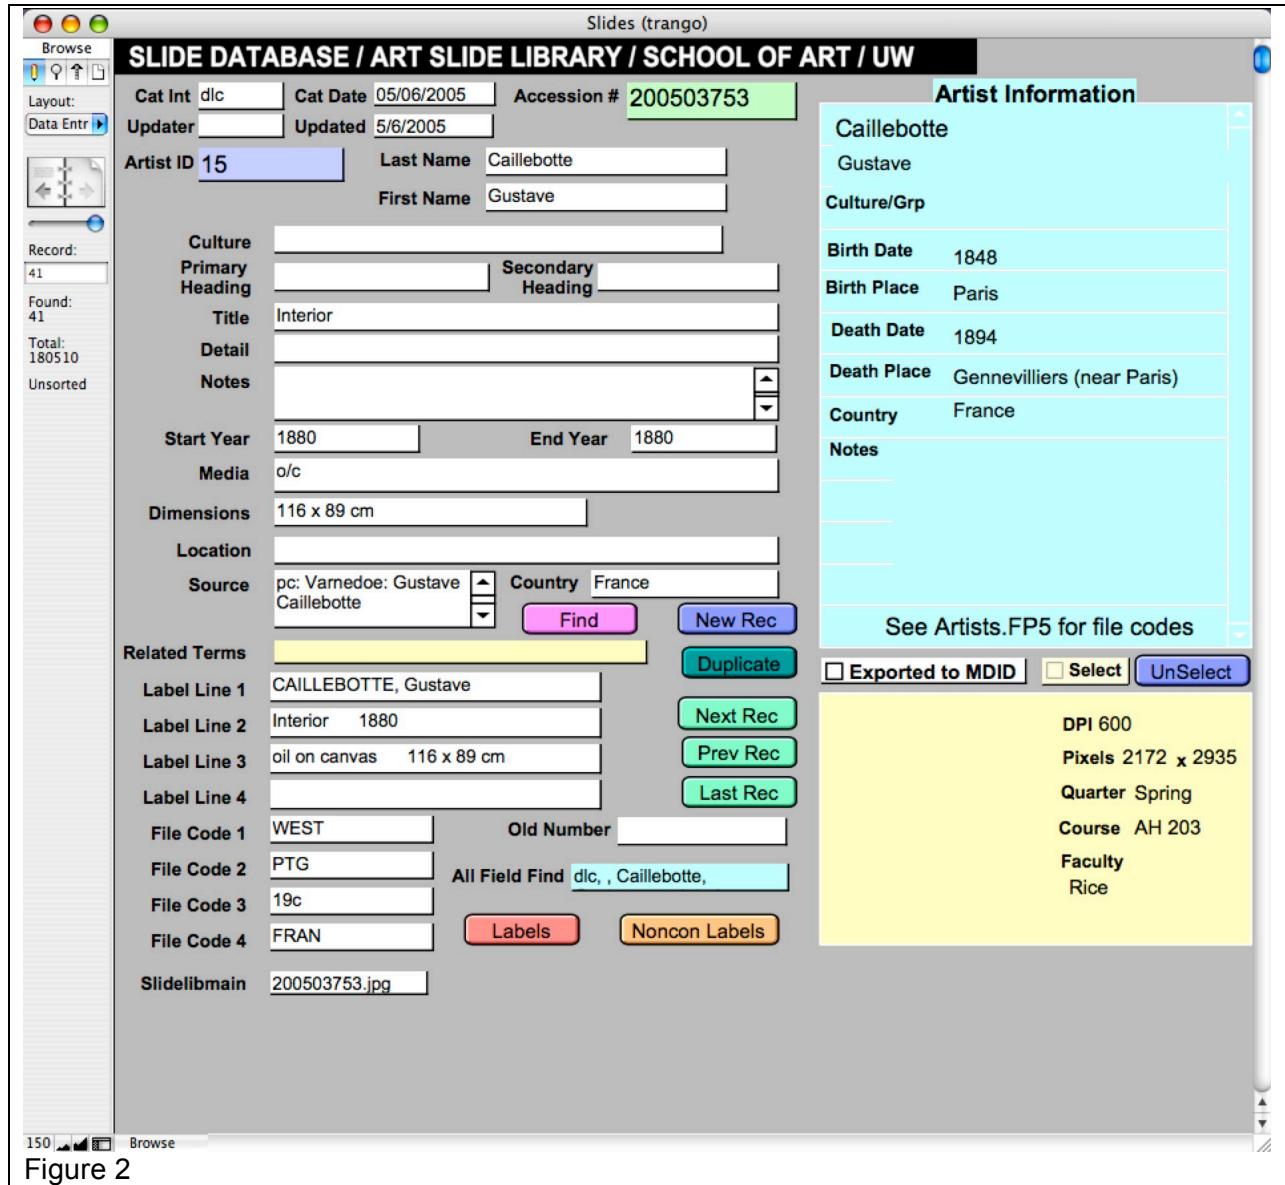 Slides (trango)
Browse
Layout:
Data Entr
Record:
41
Found:
41
Total:
180510
Unsorted
SLIDE DATABASE / ART SLIDE LIBRARY / SCHOOL OF ART / UW
Cat Int dlc Cat Date 05/06/2005 Accession # 200503753
Updater Updated 5/6/2005
Artist ID 15 Last Name Caillebotte
First Name Gustave
Culture
Primary Heading Secondary Heading
Title Interior
Detail
Notes
Start Year 1880 End Year 1880
Media o/c
Dimensions 116 x 89 cm
Location
Source pc: Varnedoe: Gustave Caillebotte Country France
Find New Rec
Related Terms
Duplicate
Label Line 1 CAILLEBOTTE, Gustave
Label Line 2 Interior 1880
Next Rec
Label Line 3 oil on canvas 116 x 89 cm
Prev Rec
Label Line 4
Last Rec
File Code 1 WEST Old Number
File Code 2 PTG All Field Find dlc, , Caillebotte,
File Code 3 19c
File Code 4 FRAN
Labels Noncon Labels
Slidelibmain 200503753.jpg
Artist Information
Caillebotte
Gustave
Culture/Grp
Birth Date 1848
Birth Place Paris
Death Date 1894
Death Place Gennevilliers (near Paris)
Country France
Notes
See Artists.FP5 for file codes
Exported to MDID Select UnSelect
DPI 600
Pixels 2172 x 2935
Quarter Spring
Course AH 203
Faculty
Rice
150 Browse
Figure 2